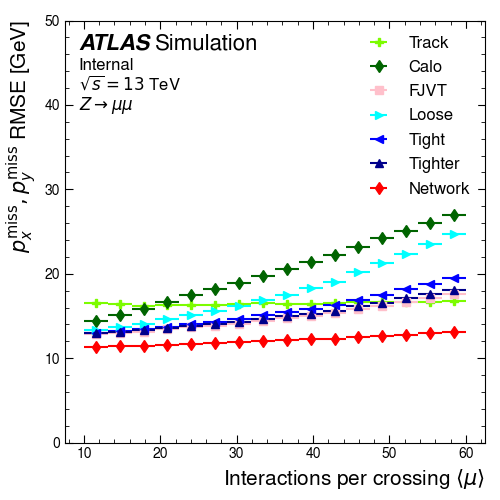 50
40
30
20
10
0
p_x^miss, p_y^miss RMSE [GeV]
ATLAS Simulation
Internal
√s = 13 TeV
Z → μμ
Track
Calo
FJVT
Loose
Tight
Tighter
Network
10 20 30 40 50 60
Interactions per crossing ⟨μ⟩